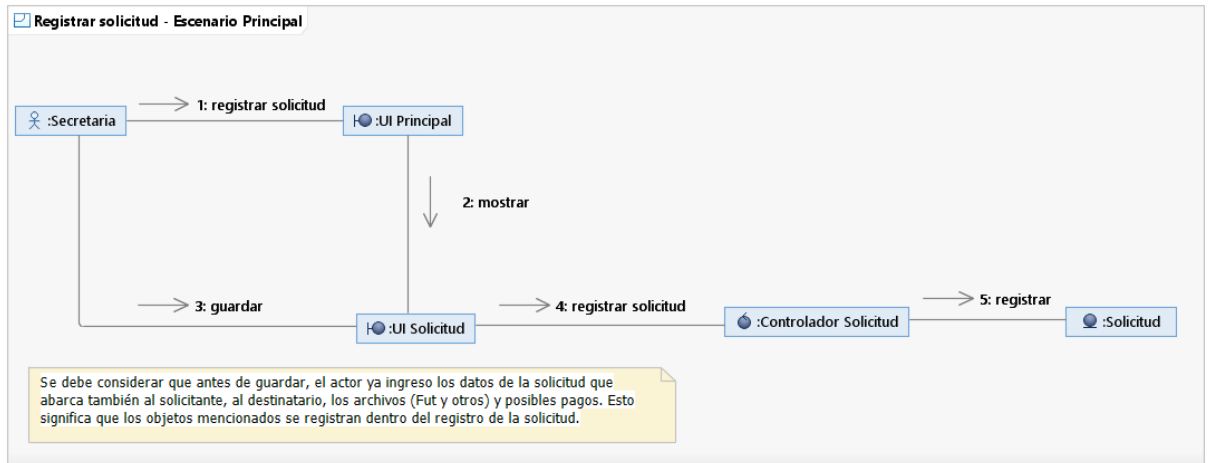 Registrar solicitud - Escenario Principal
1: registrar solicitud
:Secretaria
:UI Principal
2: mostrar
3: guardar
4: registrar solicitud
5: registrar
:UI Solicitud
:Controlador Solicitud
:Solicitud
Se debe considerar que antes de guardar, el actor ya ingreso los datos de la solicitud que
abarca también al solicitante, al destinatario, los archivos (Fut y otros) y posibles pagos. Esto
significa que los objetos mencionados se registran dentro del registro de la solicitud.